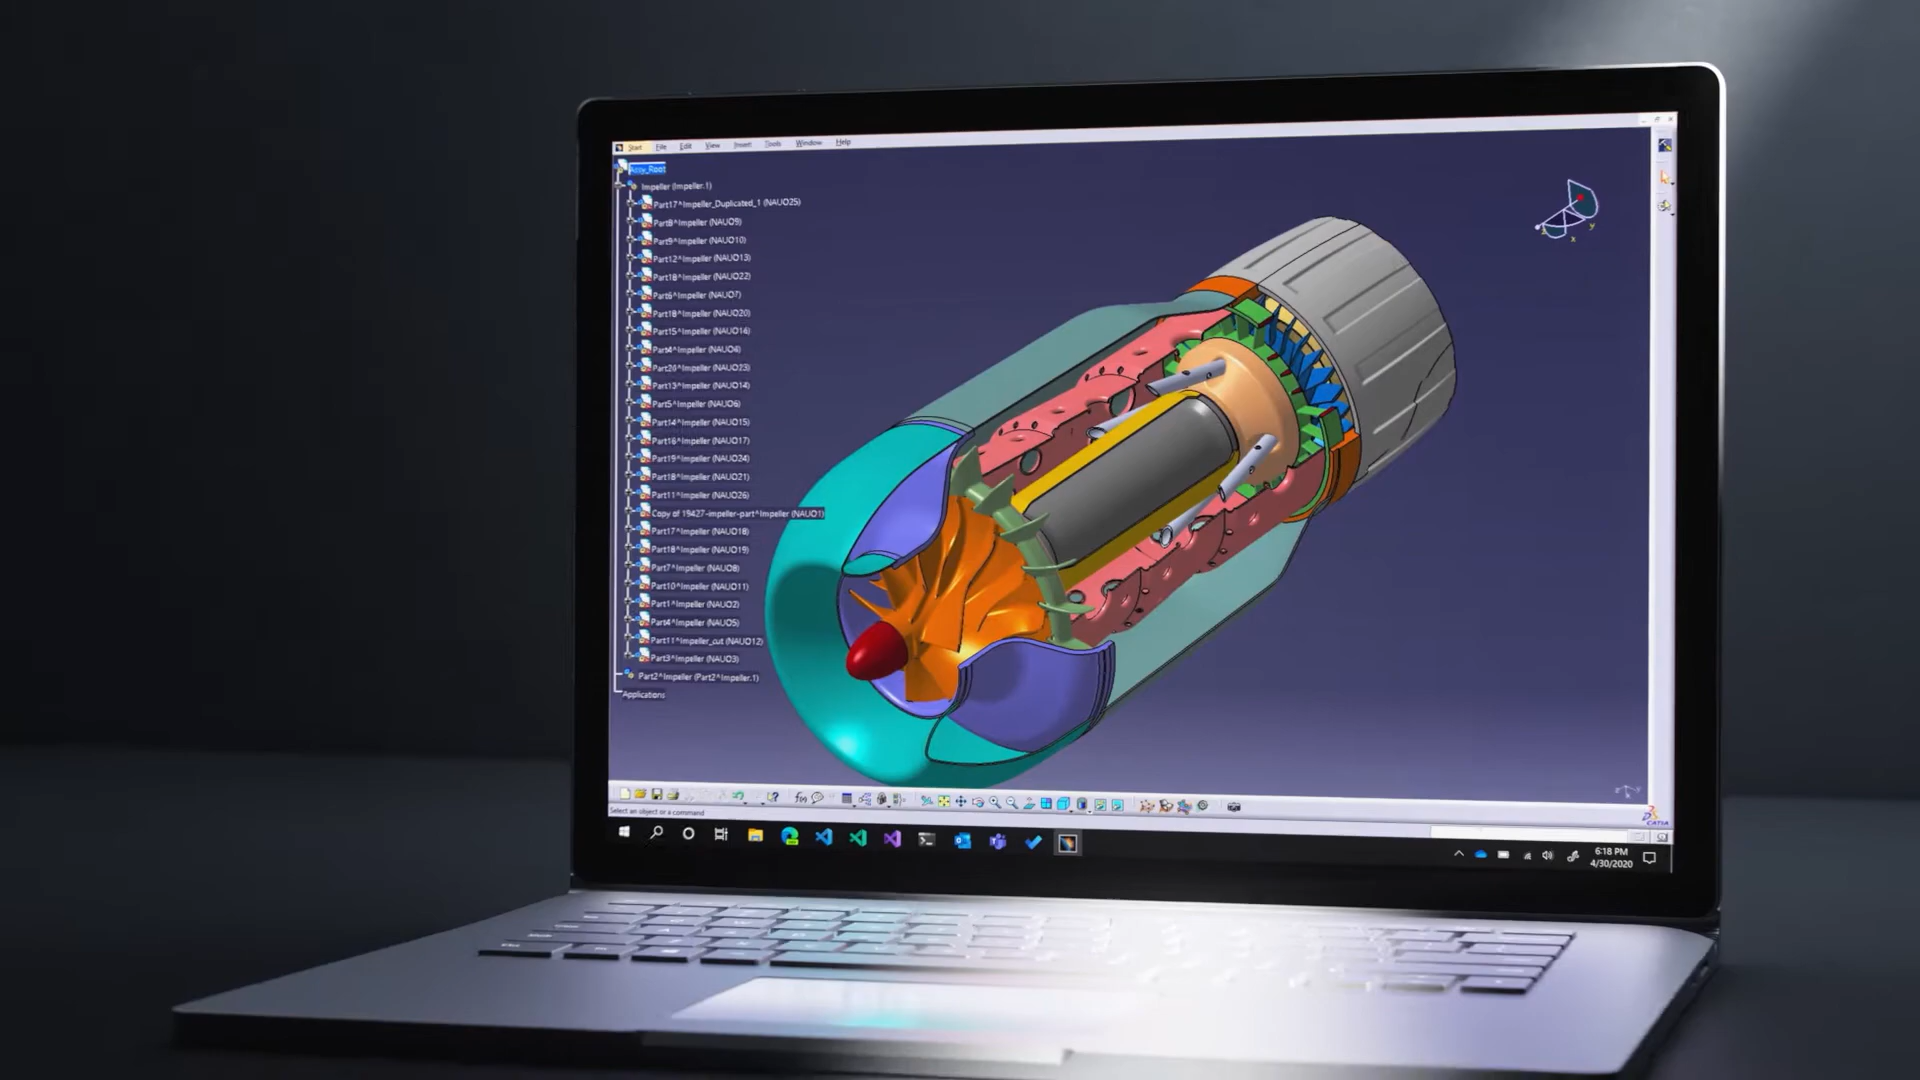 Start File Edit View Insert Tools Window Help
Assy_Root
Impeller (Impeller.1)
Part17^Impeller_Duplicated_1 (NAUO25)
Part8^Impeller (NAUO9)
Part9^Impeller (NAUO10)
Part12^Impeller (NAUO13)
Part18^Impeller (NAUO22)
Part6^Impeller (NAUO7)
Part18^Impeller (NAUO20)
Part15^Impeller (NAUO16)
Part4^Impeller (NAUO4)
Part20^Impeller (NAUO23)
Part13^Impeller (NAUO14)
Part5^Impeller (NAUO6)
Part14^Impeller (NAUO15)
Part16^Impeller (NAUO17)
Part19^Impeller (NAUO24)
Part18^Impeller (NAUO21)
Part11^Impeller (NAUO26)
Copy of 19427-impeller-part^Impeller (NAUO1)
Part17^Impeller (NAUO18)
Part18^Impeller (NAUO19)
Part7^Impeller (NAUO8)
Part10^Impeller (NAUO11)
Part1^Impeller (NAUO2)
Part4^Impeller (NAUO5)
Part11^Impeller_cut (NAUO12)
Part3^Impeller (NAUO3)
Part2^Impeller (Part2^Impeller.1)
Applications
x y
f(x)
Select an object or a command
CATIA
6:18 PM
4/30/2020